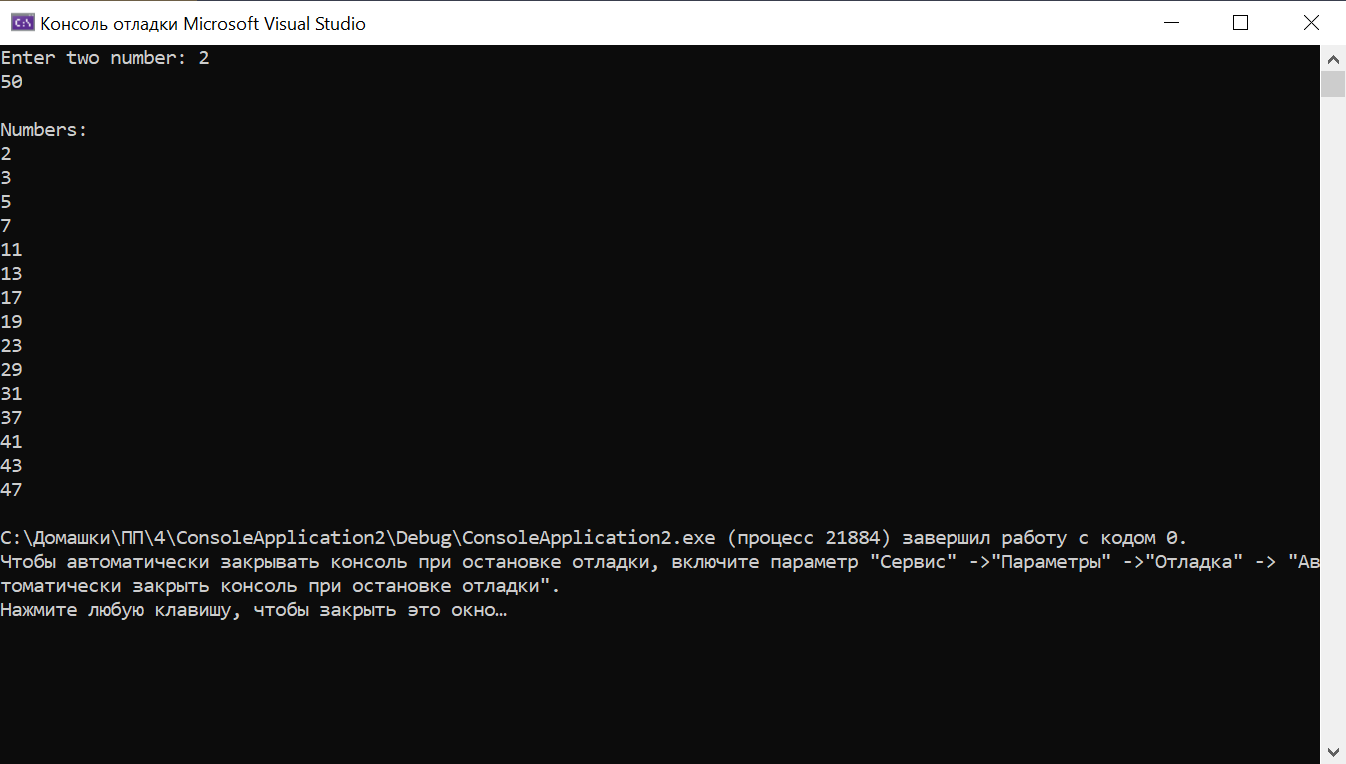 Консоль отладки Microsoft Visual Studio
Enter two number: 2
50
Numbers:
2
3
5
7
11
13
17
19
23
29
31
37
41
43
47
C:\Домашки\ПП\4\ConsoleApplication2\Debug\ConsoleApplication2.exe (процесс 21884) завершил работу с кодом 0.
Чтобы автоматически закрывать консоль при остановке отладки, включите параметр "Сервис" ->"Параметры" ->"Отладка" -> "Ав
томатически закрыть консоль при остановке отладки".
Нажмите любую клавишу, чтобы закрыть это окно…